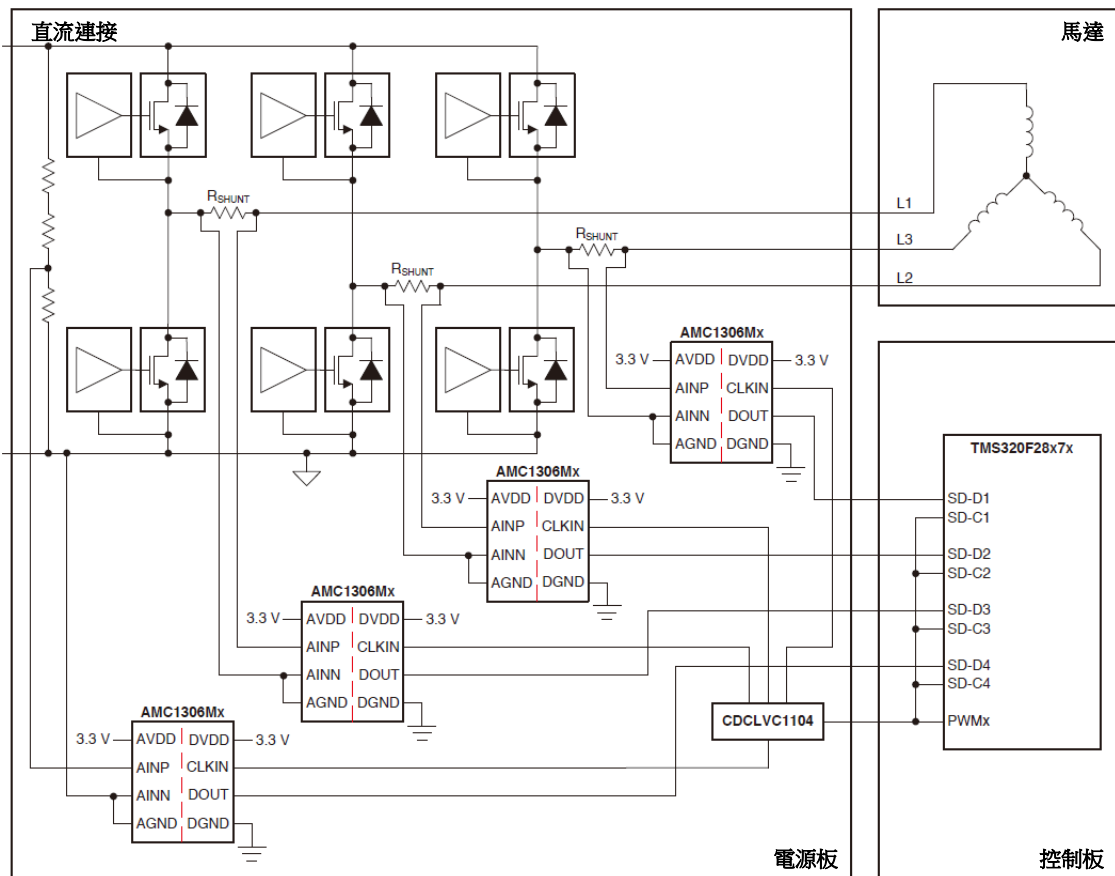 直流連接
馬達
RSHUNT
L1
RSHUNT
L3
RSHUNT
L2
AMC1306Mx
3.3 V AVDD DVDD 3.3 V
AINP CLKIN
AINN DOUT
AGND DGND
TMS320F28x7x
AMC1306Mx
3.3 V AVDD DVDD 3.3 V
AINP CLKIN
AINN DOUT
AGND DGND
SD-D1
SD-C1
SD-D2
SD-C2
SD-D3
SD-C3
SD-D4
SD-C4
PWMx
AMC1306Mx
3.3 V AVDD DVDD 3.3 V
AINP CLKIN
AINN DOUT
AGND DGND
CDCLVC1104
AMC1306Mx
3.3 V AVDD DVDD 3.3 V
AINP CLKIN
AINN DOUT
AGND DGND
電源板
控制板